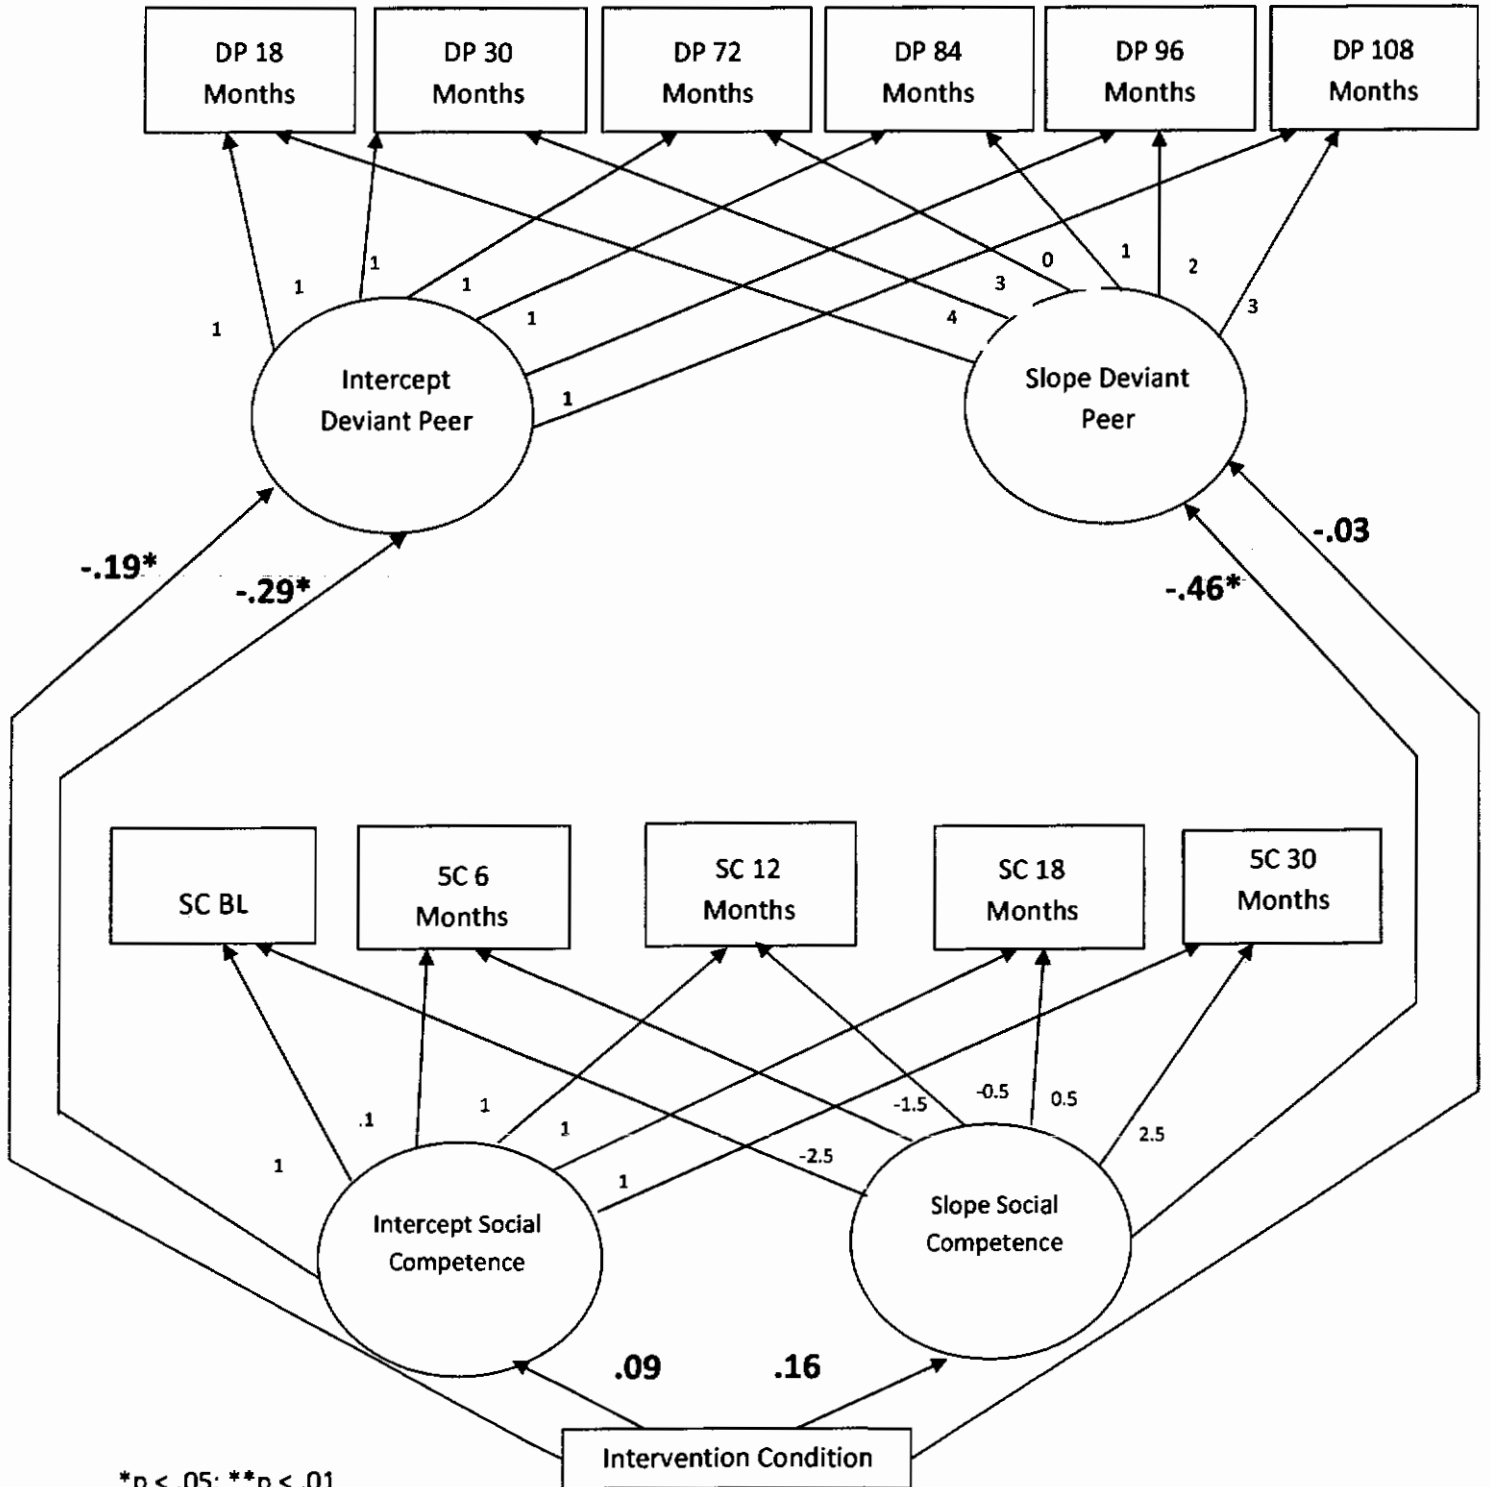 DP 18
Months
DP 30
Months
DP 72
Months
DP 84
Months
DP 96
Months
DP 108
Months
1
1
1
1
1
1
4
3
0
1
2
3
Intercept
Deviant Peer
Slope Deviant
Peer
-.19*
-.29*
-.46*
-.03
SC BL
5C 6
Months
SC 12
Months
SC 18
Months
5C 30
Months
1
.1
1
1
1
-2.5
-1.5
-0.5
0.5
2.5
Intercept Social
Competence
Slope Social
Competence
.09
.16
Intervention Condition
*p < .05; **p < .01